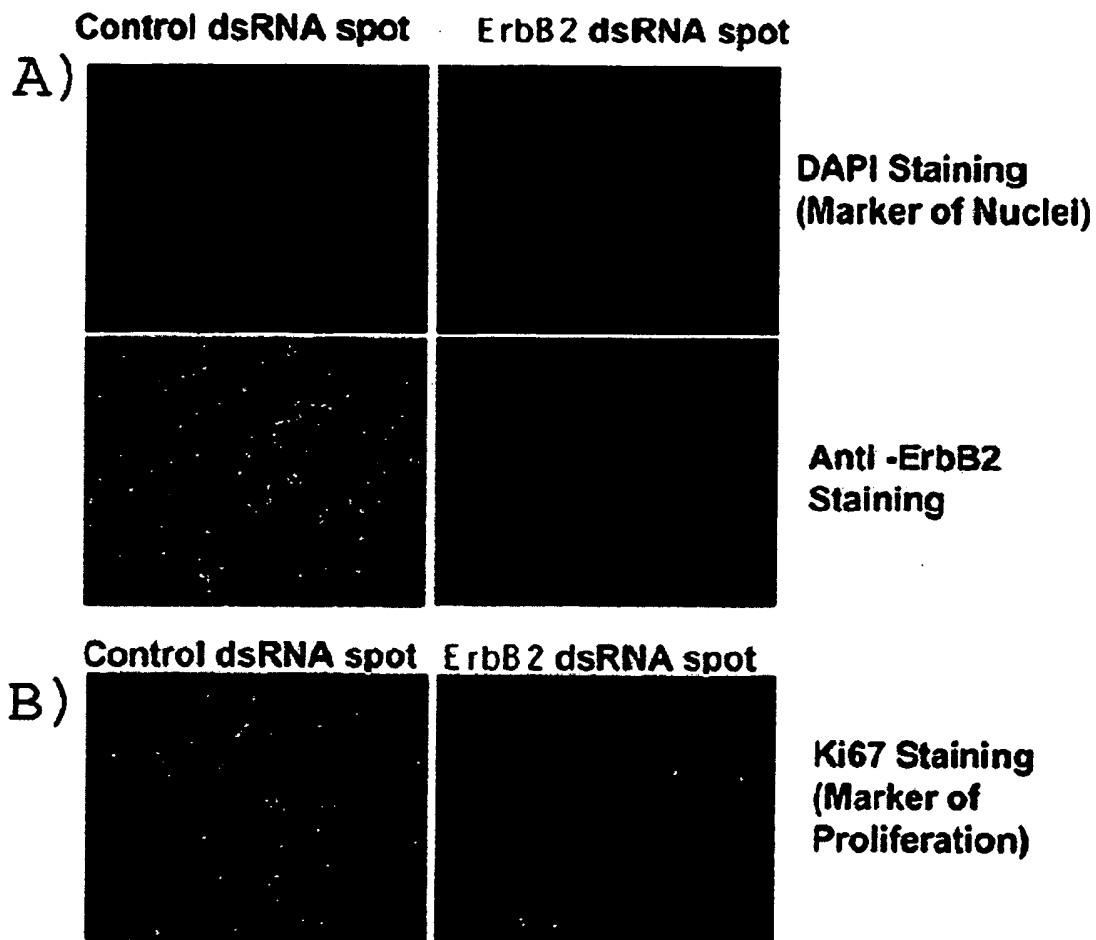 Control dsRNA spot ErbB2 dsRNA spot
A)
DAPI Staining
(Marker of Nuclei)
Anti -ErbB2
Staining
Control dsRNA spot ErbB2 dsRNA spot
B)
Ki67 Staining
(Marker of
Proliferation)